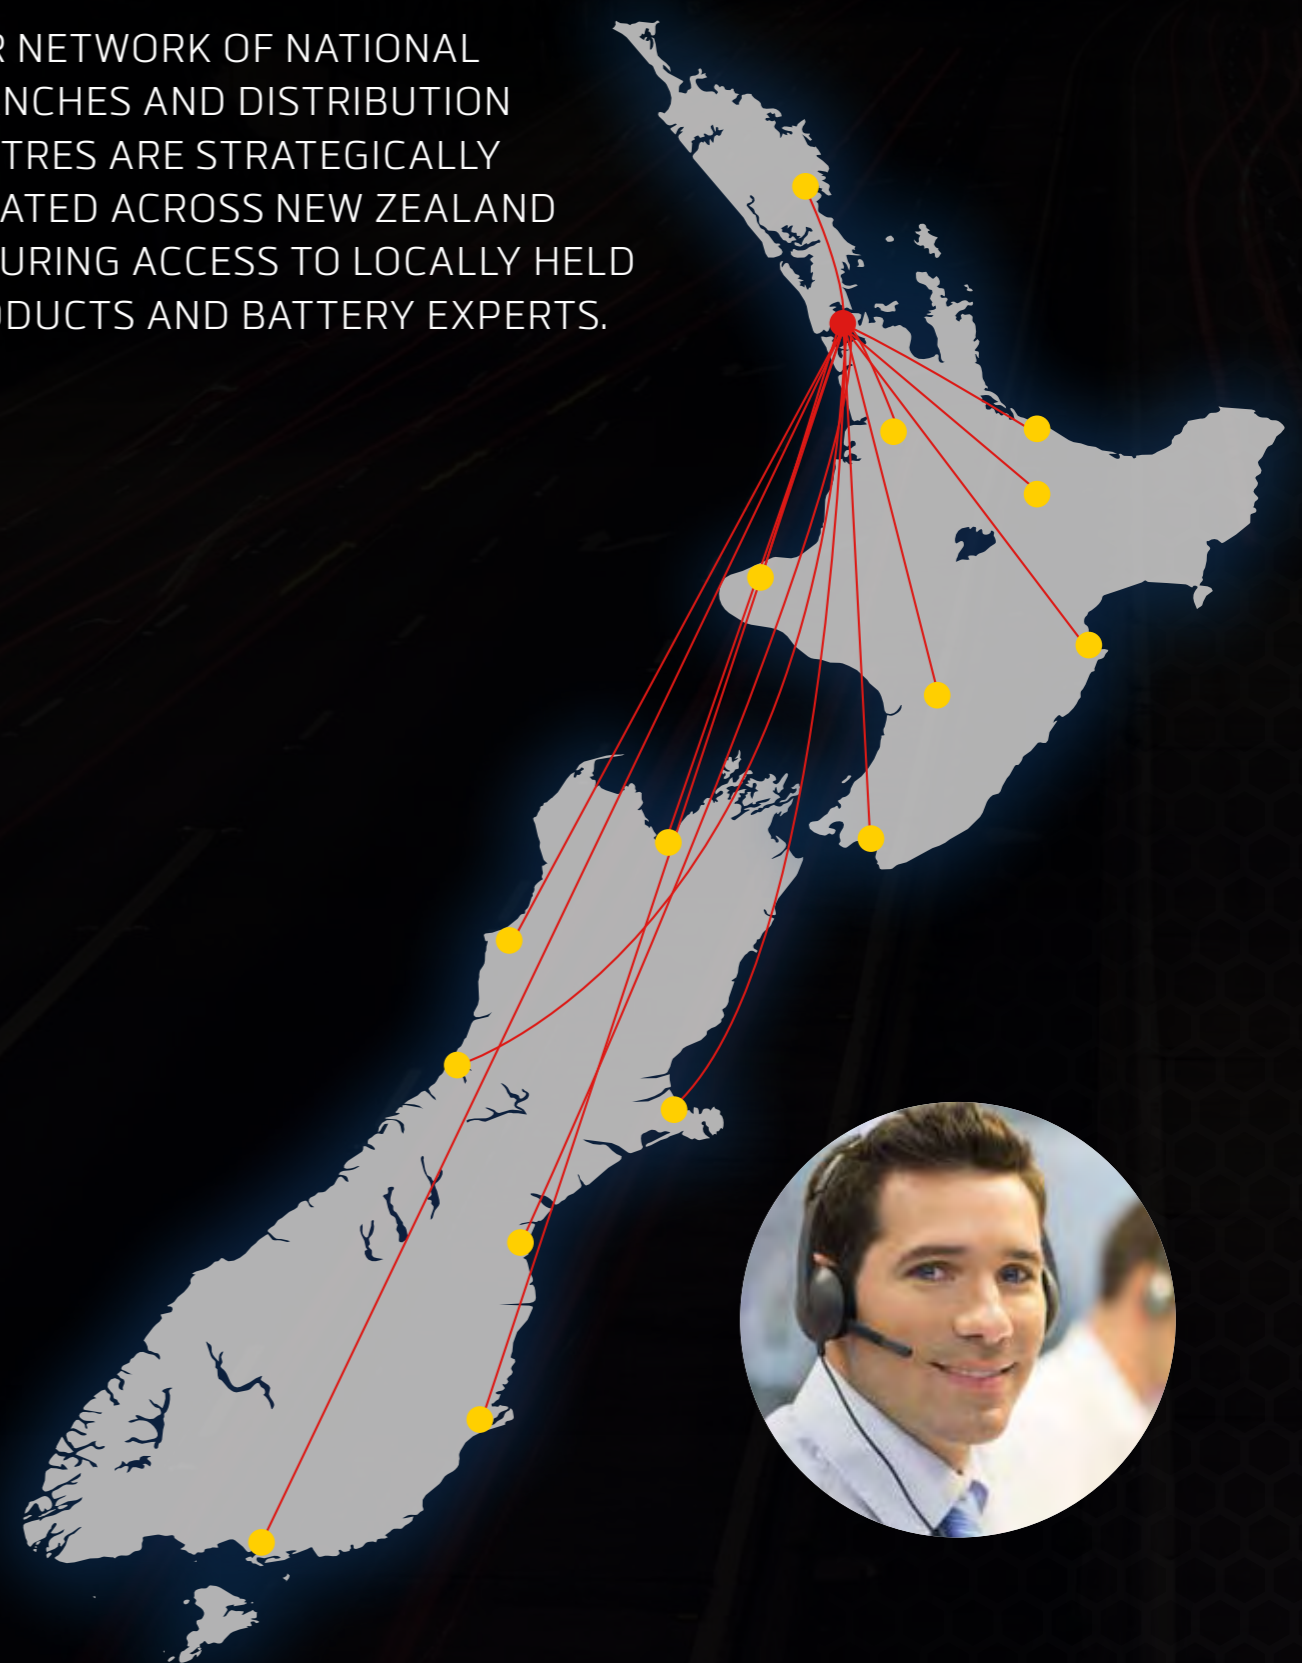 R NETWORK OF NATIONAL
NCHES AND DISTRIBUTION
TRES ARE STRATEGICALLY
ATED ACROSS NEW ZEALAND
URING ACCESS TO LOCALLY HELD
DUCTS AND BATTERY EXPERTS.